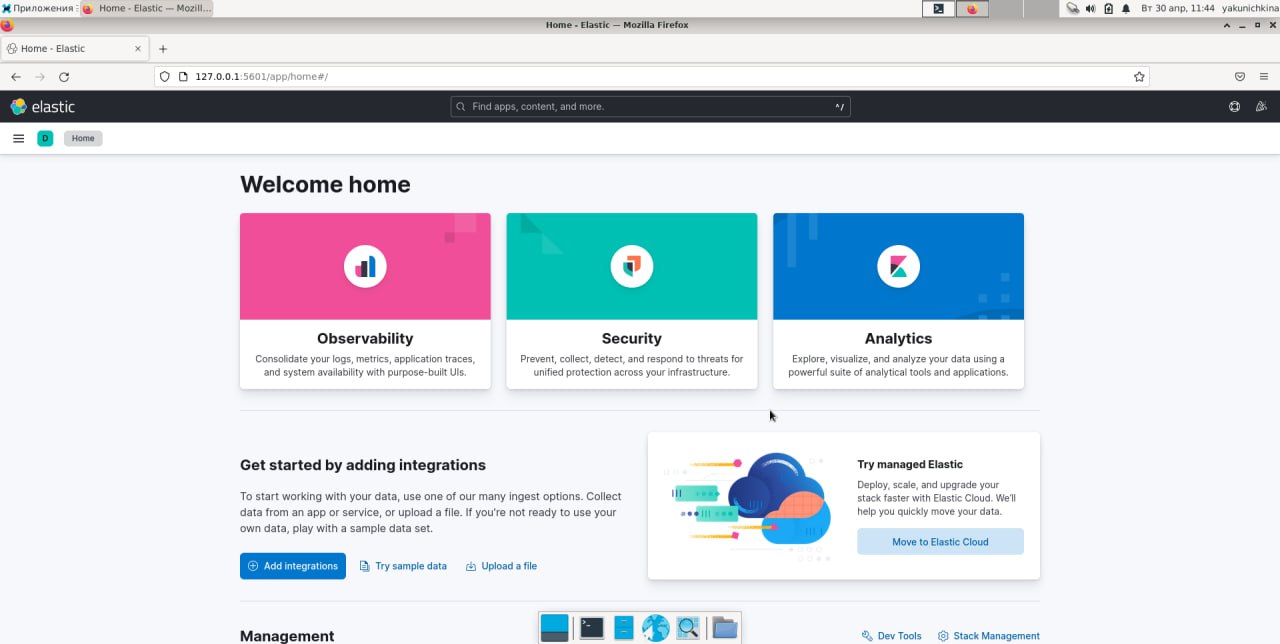 Приложения
Home - Elastic — Mozill...
Вт 30 апр, 11:44
yakunichkina
Home - Elastic — Mozilla Firefox
Home - Elastic
127.0.0.1:5601/app/home#/
elastic
Find apps, content, and more.
^/
D
Home
Welcome home
Observability
Consolidate your logs, metrics, application traces,
and system availability with purpose-built UIs.
Security
Prevent, collect, detect, and respond to threats for
unified protection across your infrastructure.
Analytics
Explore, visualize, and analyze your data using a
powerful suite of analytical tools and applications.
Get started by adding integrations
To start working with your data, use one of our many ingest options. Collect
data from an app or service, or upload a file. If you're not ready to use your
own data, play with a sample data set.
Add integrations
Try sample data
Upload a file
Try managed Elastic
Deploy, scale, and upgrade your
stack faster with Elastic Cloud. We'll
help you quickly move your data.
Move to Elastic Cloud
Management
Dev Tools
Stack Management